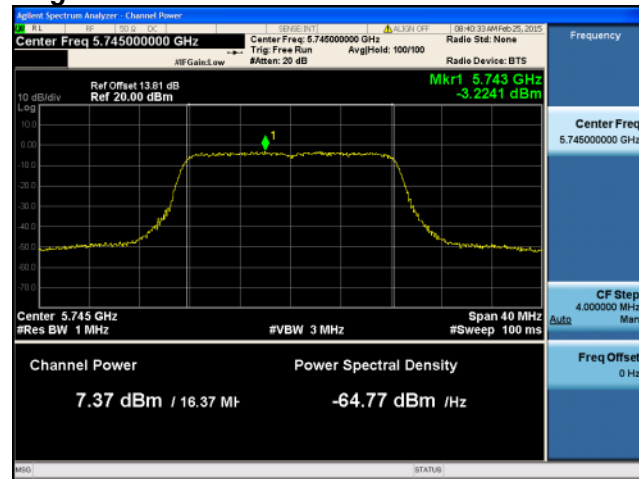 Agilent Spectrum Analyzer - Channel Power
RL RF 50 Ω DC SENSE:INT ALIGN OFF 08:40:33 AM Feb 25, 2015
Center Freq 5.745000000 GHz
Center Freq: 5.745000000 GHz
Radio Std: None
Trig: Free Run Avg|Hold: 100/100
#IFGain:Low #Atten: 20 dB Radio Device: BTS
Ref Offset 13.81 dB
Mkr1 5.743 GHz
10 dB/div Ref 20.00 dBm -3.2241 dBm
Log
10.0
1
0.00
-10.0
-20.0
-30.0
-40.0
-50.0
-60.0
-70.0
Center 5.745 GHz Span 40 MHz
#Res BW 1 MHz #VBW 3 MHz #Sweep 100 ms
Channel Power Power Spectral Density
7.37 dBm / 16.37 MH -64.77 dBm /Hz
MSG STATUS
Frequency
Center Freq
5.745000000 GHz
CF Step
4.000000 MHz
Auto Man
Freq Offset
0 Hz